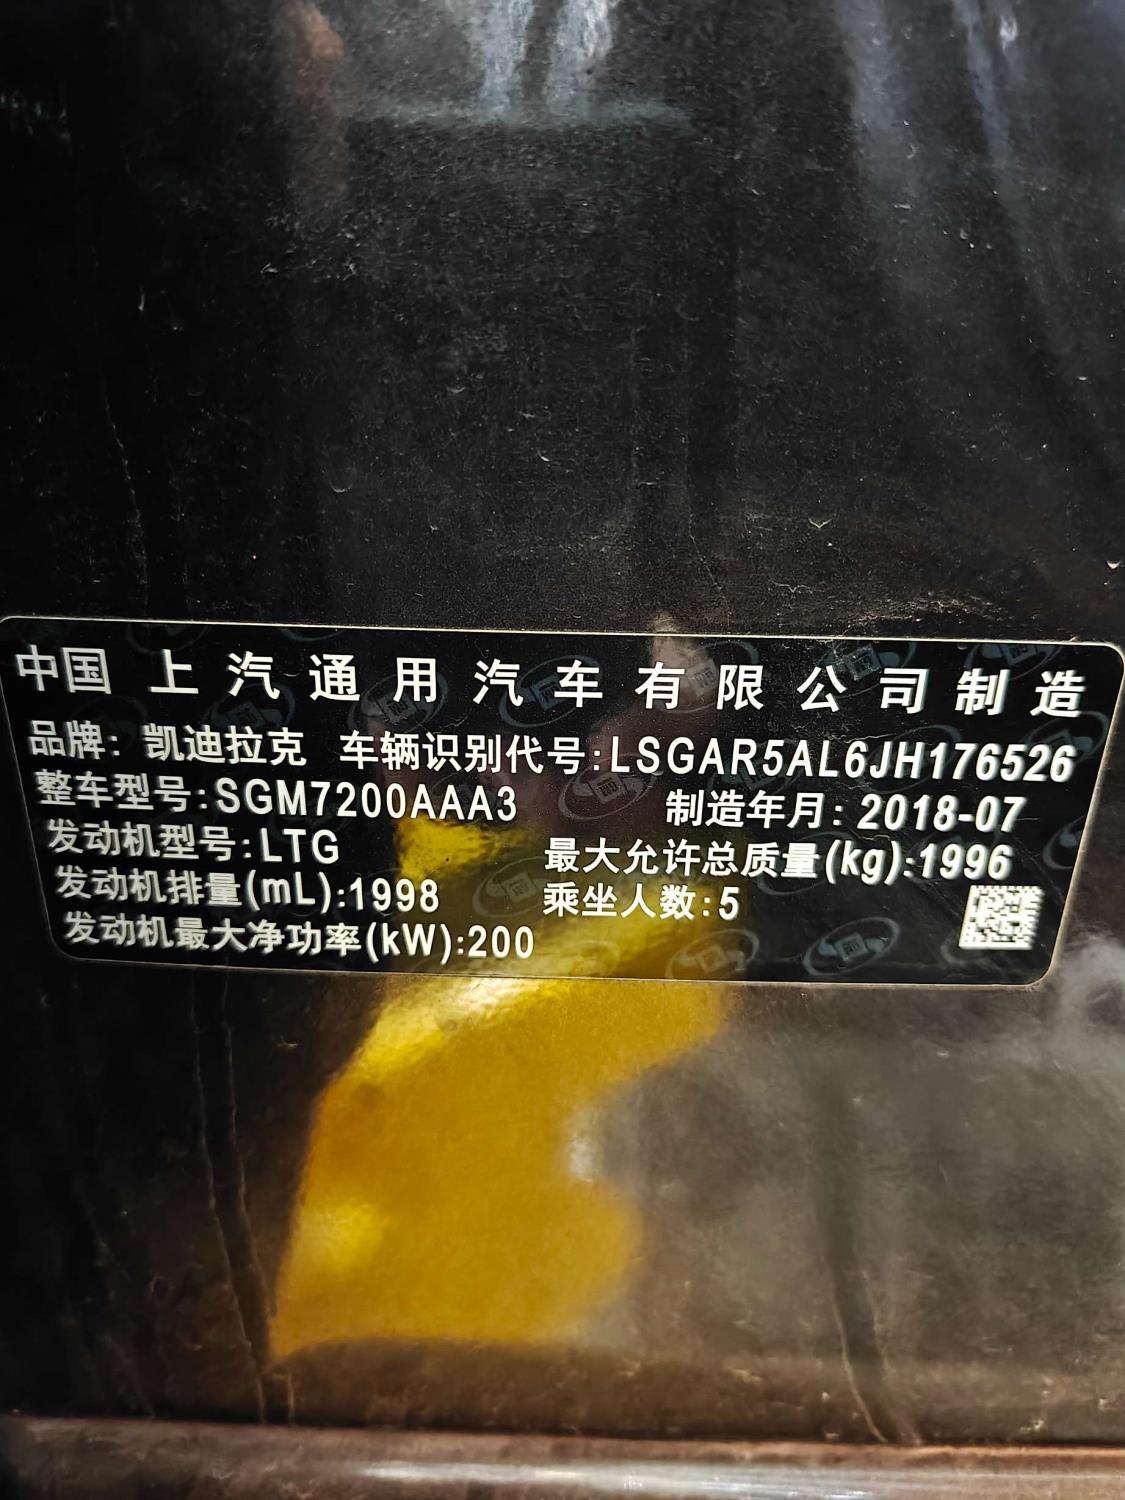 中国 上汽通用汽车有限公司制造
品牌: 凯迪拉克 车辆识别代号:LSGAR5AL6JH176526
整车型号:SGM7200AAA3 制造年月: 2018-07
发动机型号:LTG 最大允许总质量(kg):1996
发动机排量(mL):1998 乘坐人数:5
发动机最大净功率(kW):200